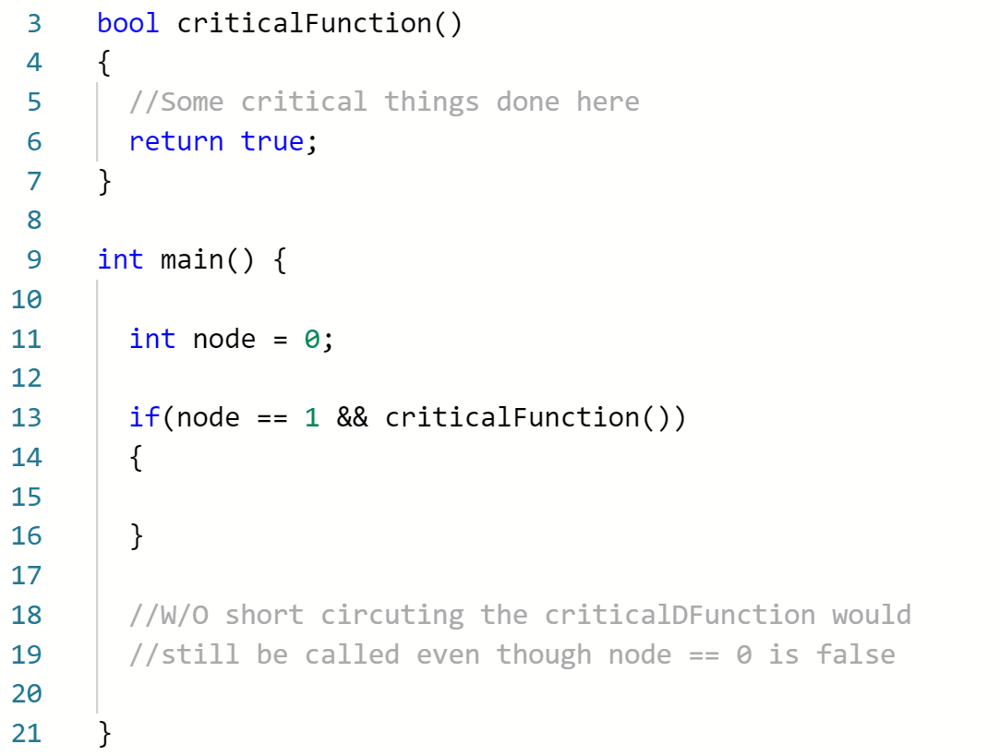 3 bool criticalFunction()
4 {
5 //Some critical things done here
6 return true;
7 }
8
9 int main() {
10
11 int node = 0;
12
13 if(node == 1 && criticalFunction())
14 {
15
16 }
17
18 //W/O short circuting the criticalDFunction would
19 //still be called even though node == 0 is false
20
21 }